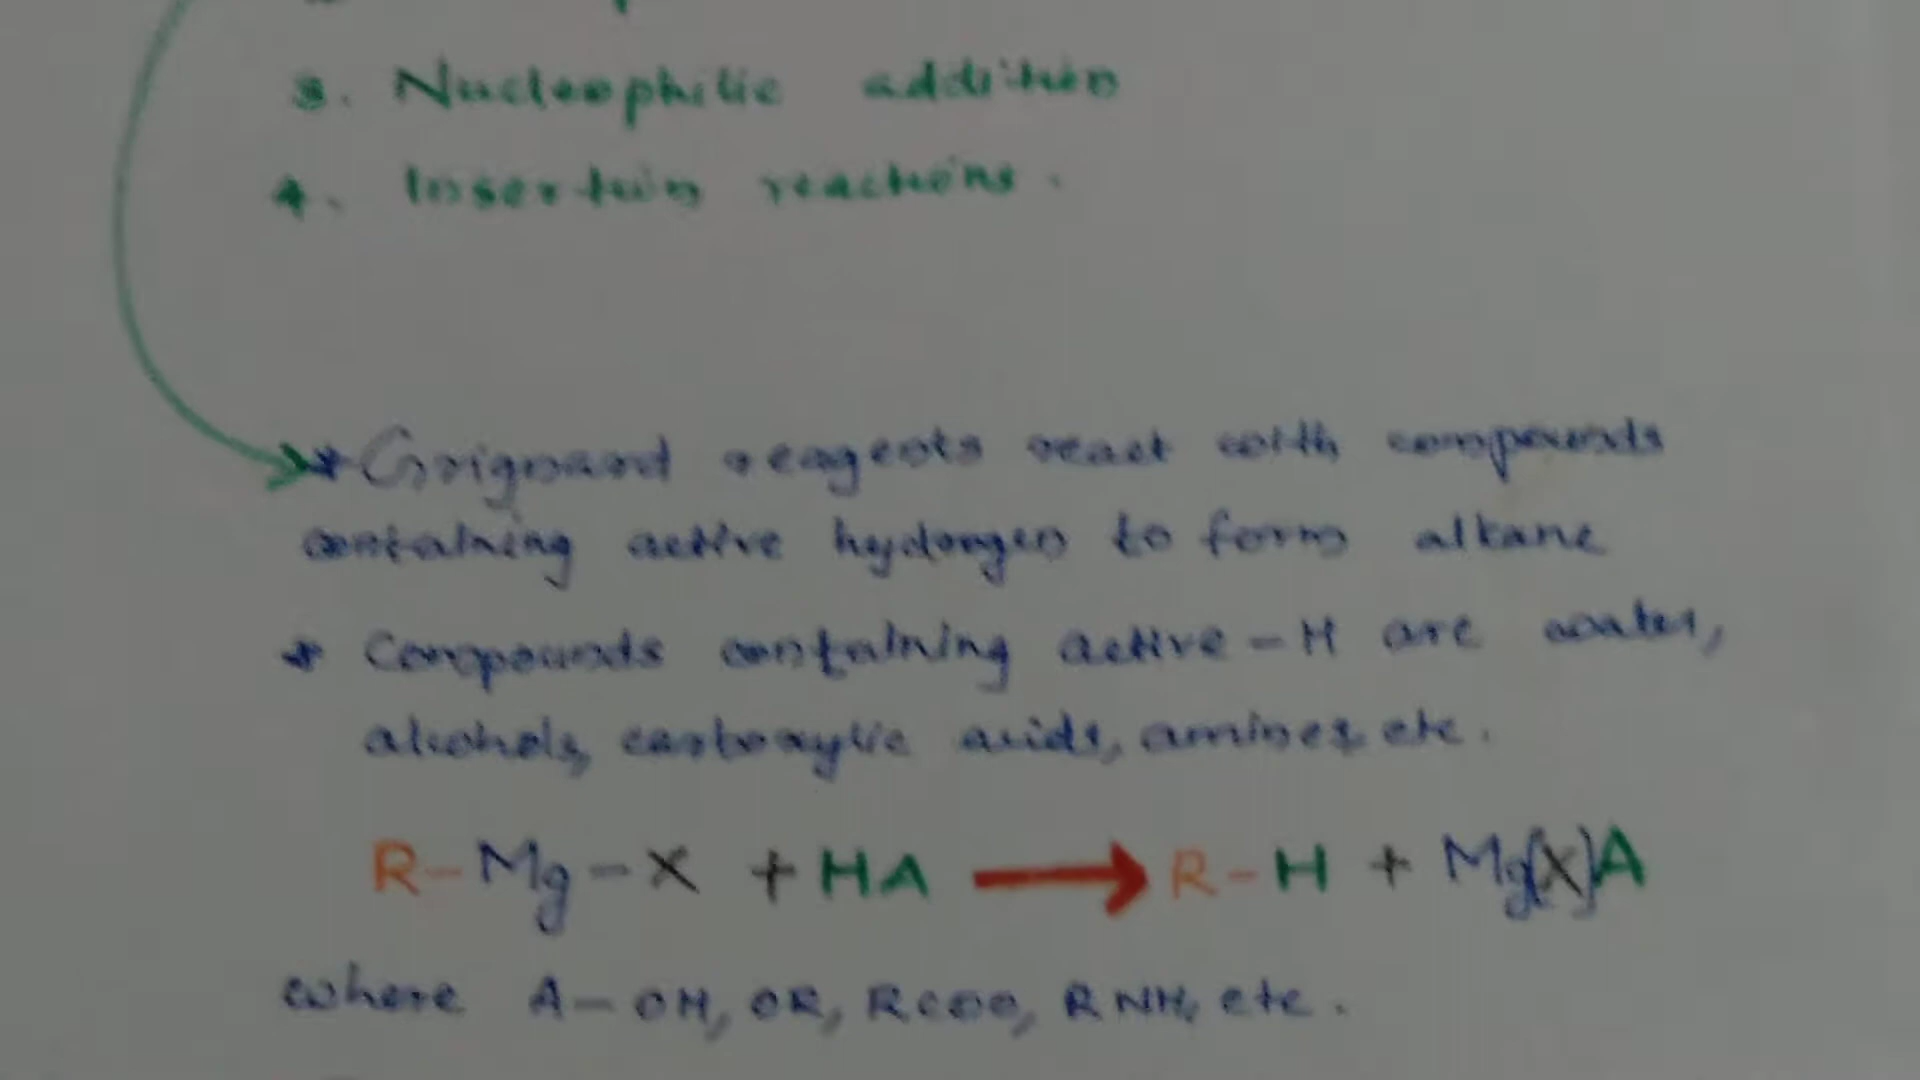 3. Nucleophilic addition
4. Insertion reactions.
* Grignard reagents react with compounds
containing active hydrogen to form alkane
* Compounds containing active-H are water,
alcohols, carboxylic acids, amines, etc.
R-Mg-X + HA → R-H + Mg(X)A
where A- OH, OR, RCOO, RNH, etc.